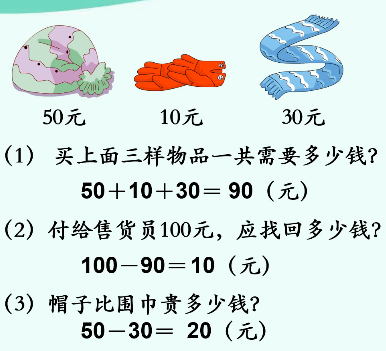 50元 10元 30元
(1) 买上面三样物品一共需要多少钱?
50+10+30= 90 (元)
(2) 付给售货员100元，应找回多少钱?
100-90=10 (元)
(3) 帽子比围巾贵多少钱?
50-30= 20 (元)